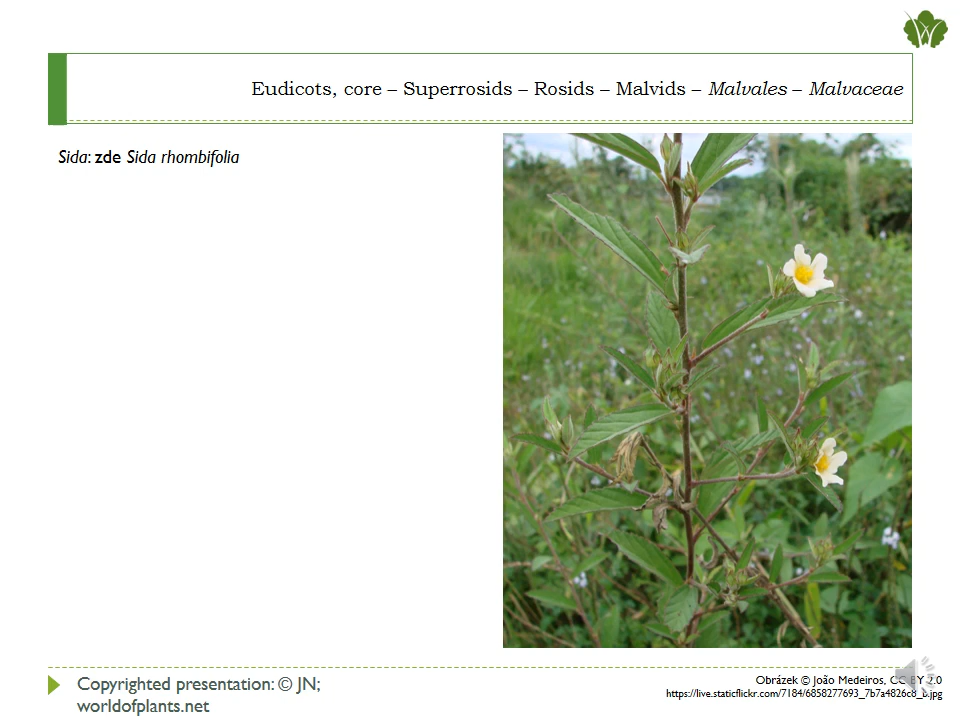 Eudicots, core – Superrosids – Rosids – Malvids – Malvales – Malvaceae
Sida: zde Sida rhombifolia
Copyrighted presentation: © JN;
worldofplants.net
Obrázek © João Medeiros, CC BY 2.0
https://live.staticflickr.com/7184/6858277693_7b7a4826c8_b.jpg